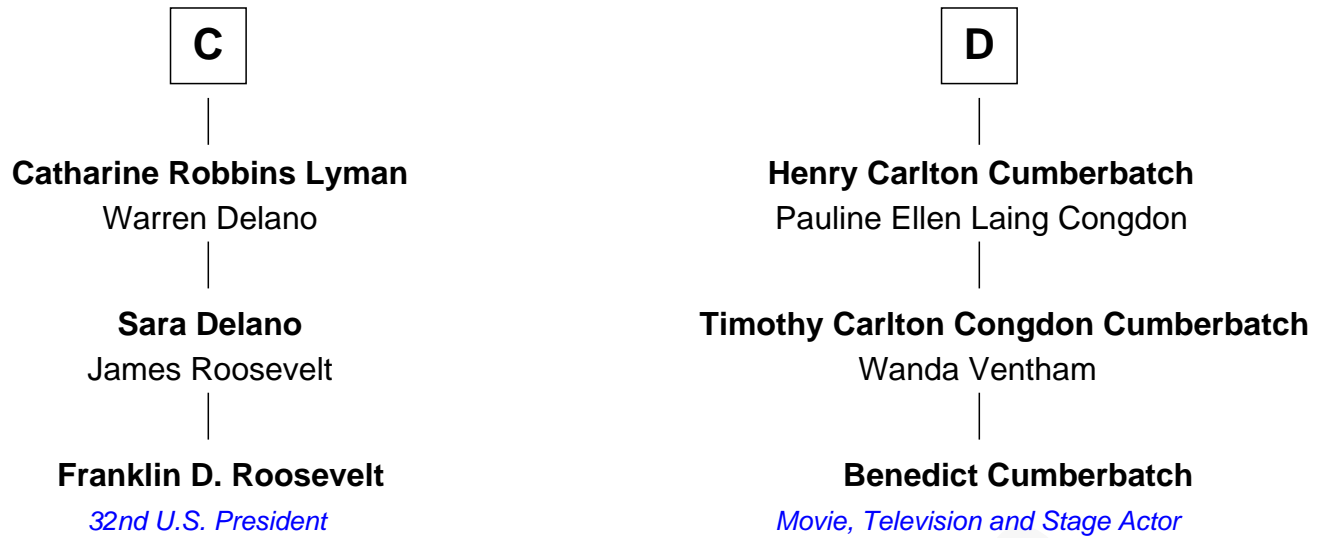 C
Catharine Robbins Lyman
Warren Delano
Sara Delano
James Roosevelt
Franklin D. Roosevelt
32nd U.S. President
D
Henry Carlton Cumberbatch
Pauline Ellen Laing Congdon
Timothy Carlton Congdon Cumberbatch
Wanda Ventham
Benedict Cumberbatch
Movie, Television and Stage Actor